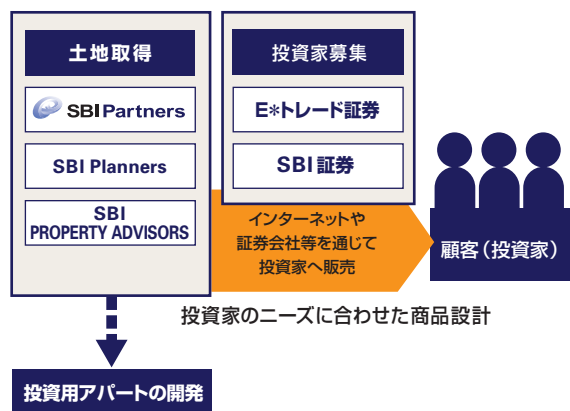 土地取得
SBI Partners
SBI Planners
SBI
PROPERTY ADVISORS
投資家募集
E*トレード証券
SBI 証券
インターネットや
証券会社等を通じて
投資家へ販売
顧客（投資家）
投資家のニーズに合わせた商品設計
投資用アパートの開発